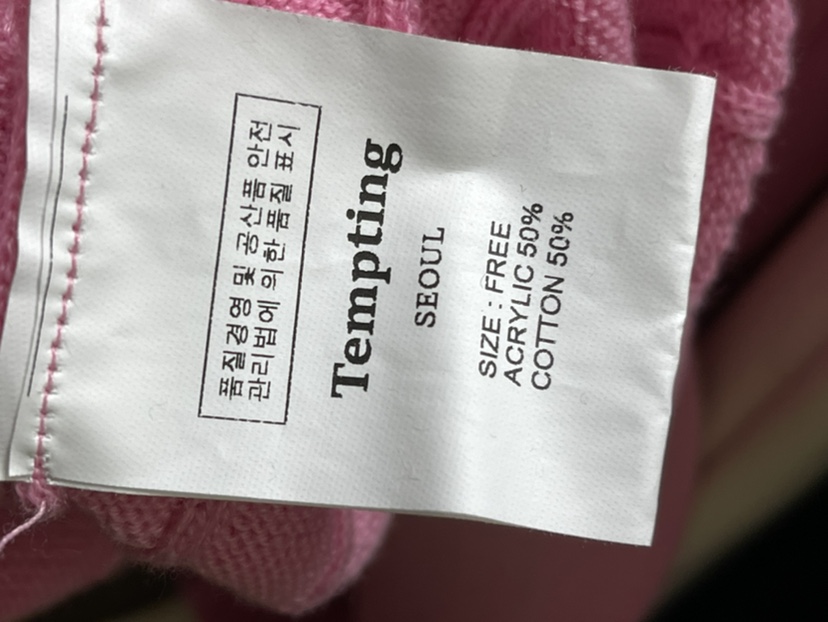 품질경영 및 공산품 안전
관리법에 의한 품질 표시
Tempting
SEOUL
SIZE : FREE
ACRYLIC 50%
COTTON 50%